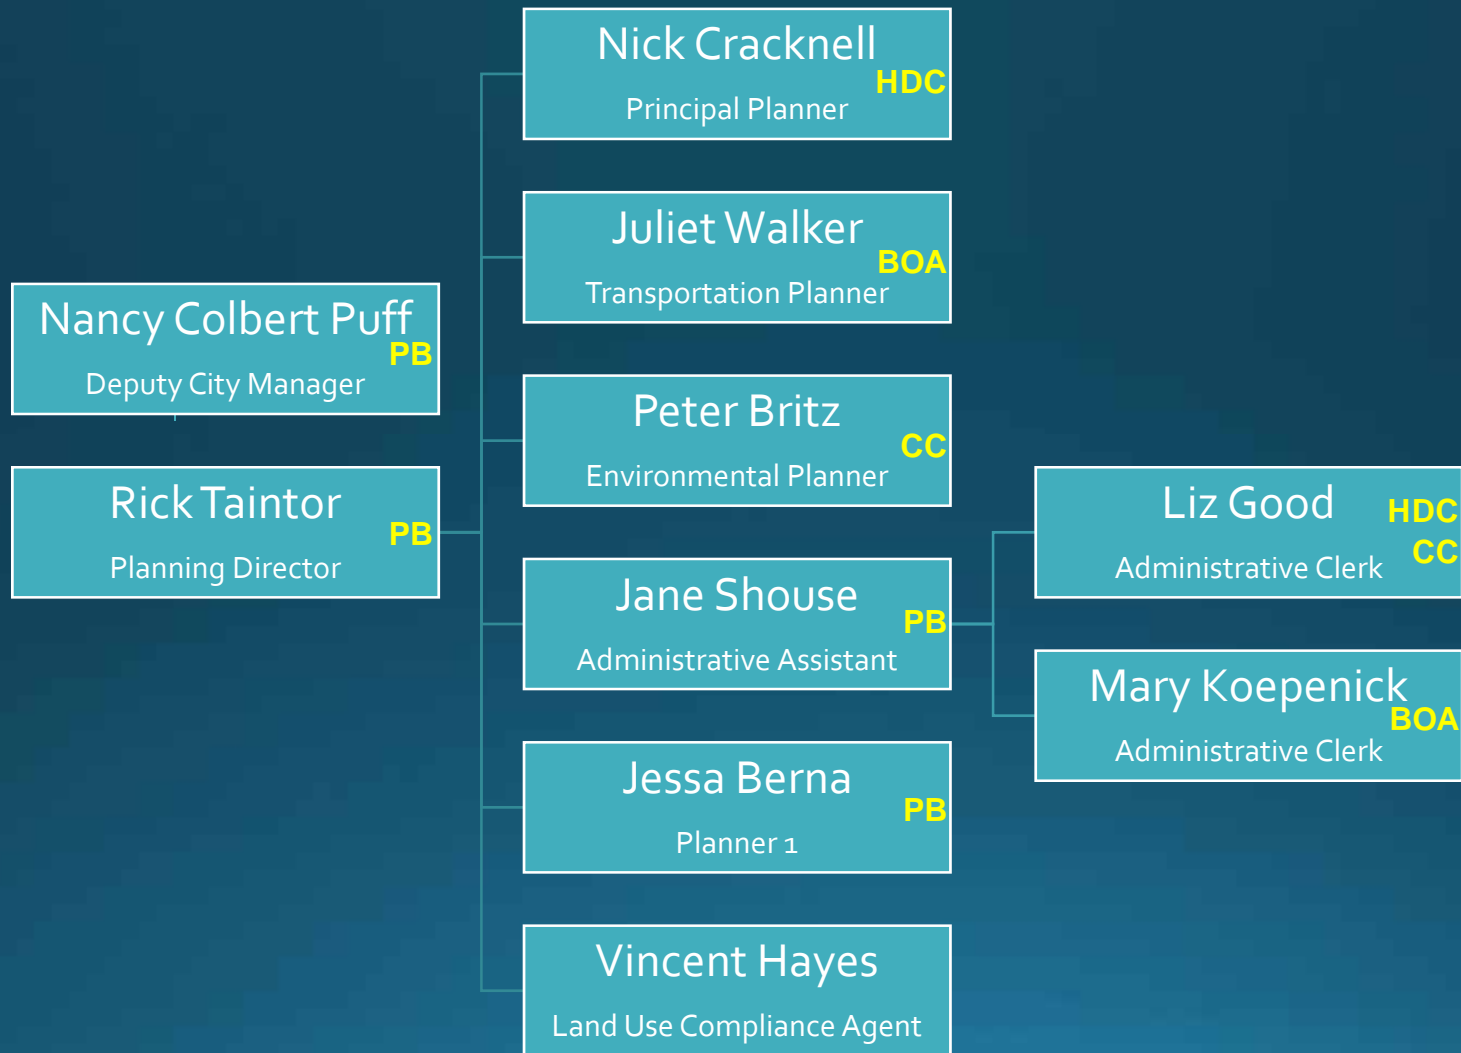 Nancy Colbert Puff
PB
Deputy City Manager
Rick Taintor
PB
Planning Director
Nick Cracknell
HDC
Principal Planner
Juliet Walker
BOA
Transportation Planner
Peter Britz
CC
Environmental Planner
Jane Shouse
PB
Administrative Assistant
Jessa Berna
PB
Planner 1
Vincent Hayes
Land Use Compliance Agent
Liz Good
HDC
CC
Administrative Clerk
Mary Koepenick
BOA
Administrative Clerk